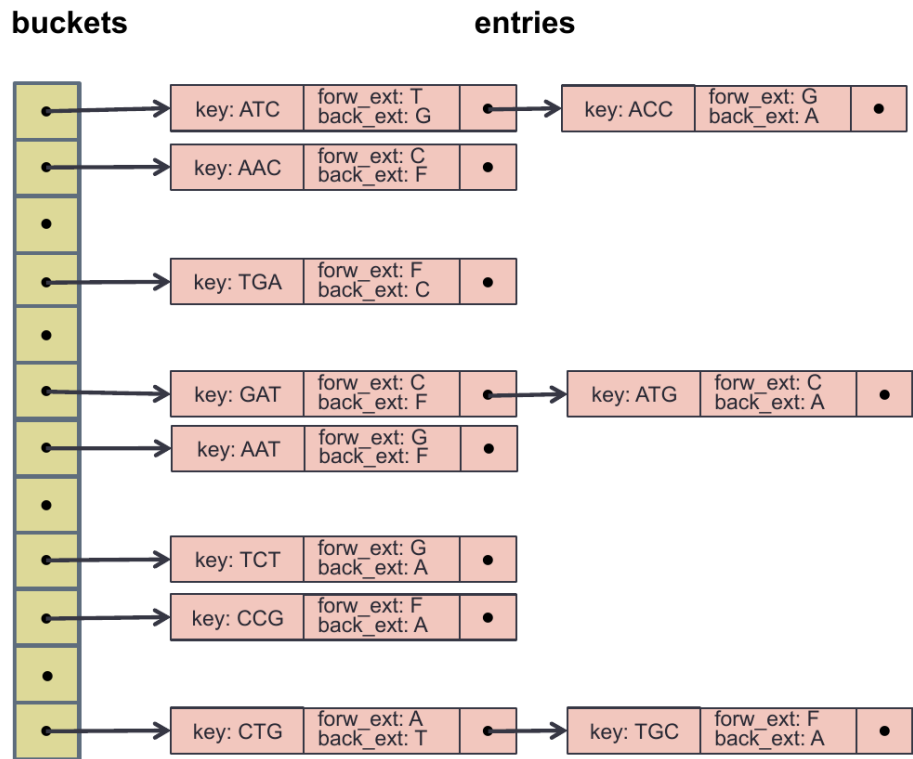 buckets entries
key: ATC forw_ext: T key: ACC forw_ext: G
back_ext: G back_ext: A
key: AAC forw_ext: C
back_ext: F
key: TGA forw_ext: F
back_ext: C
key: GAT forw_ext: C key: ATG forw_ext: C
back_ext: F back_ext: A
key: AAT forw_ext: G
back_ext: F
key: TCT forw_ext: G
back_ext: A
key: CCG forw_ext: F
back_ext: A
key: CTG forw_ext: A key: TGC forw_ext: F
back_ext: T back_ext: A